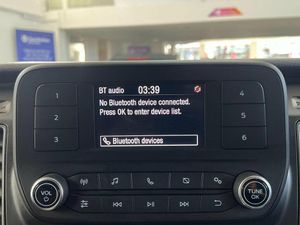 BT audio 03:39
No Bluetooth device connected.
Press OK to enter device list.
Bluetooth devices
1
2
3
4
5
6
VOL
TUNE
OK